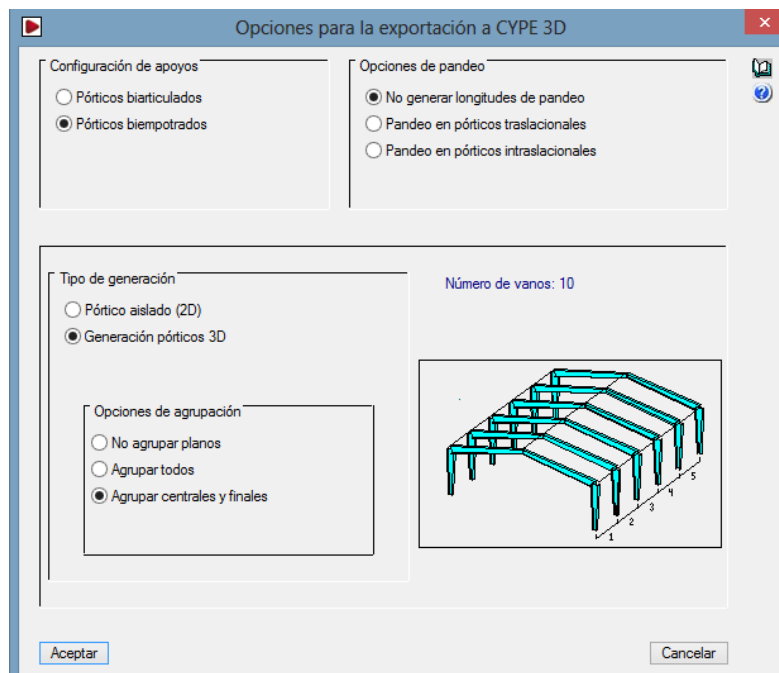 Opciones para la exportación a CYPE 3D
Configuración de apoyos
Pórticos biarticulados
Pórticos biempotrados
Opciones de pandeo
No generar longitudes de pandeo
Pandeo en pórticos traslacionales
Pandeo en pórticos intraslacionales
Tipo de generación
Pórtico aislado (2D)
Generación pórticos 3D
Opciones de agrupación
No agrupar planos
Agrupar todos
Agrupar centrales y finales
Número de vanos: 10
1
2
3
4
5
Aceptar
Cancelar